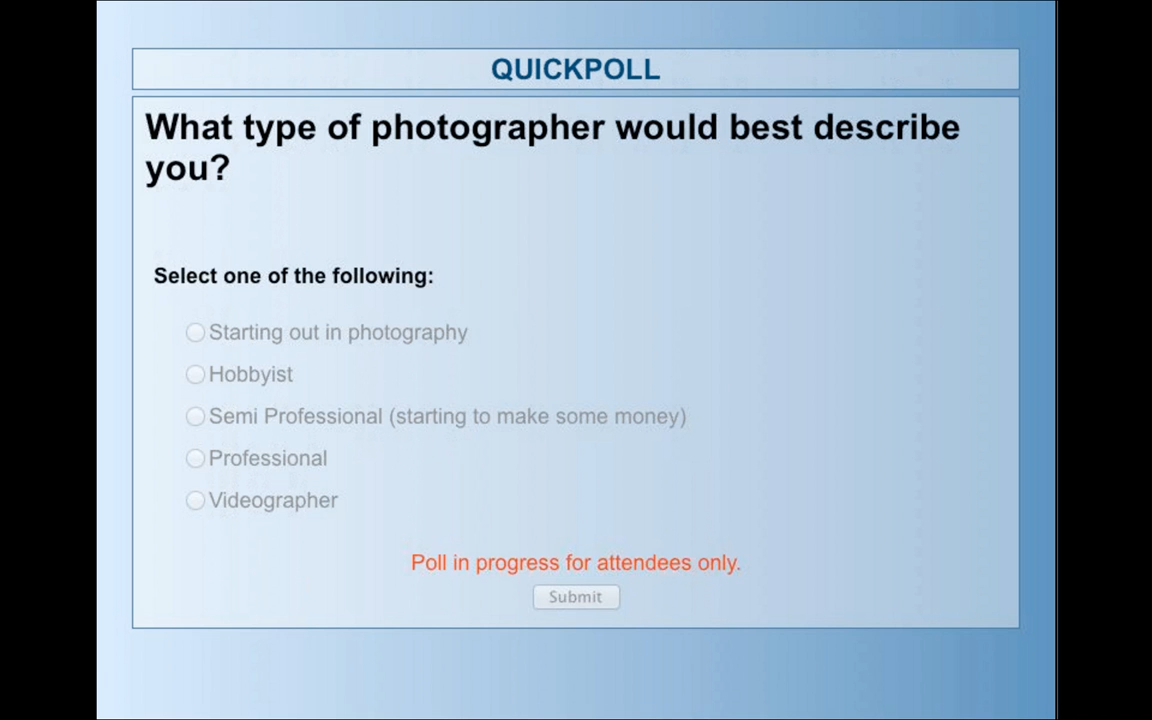 QUICKPOLL
What type of photographer would best describe
you?
Select one of the following:
Starting out in photography
Hobbyist
Semi Professional (starting to make some money)
Professional
Videographer
Poll in progress for attendees only.
Submit